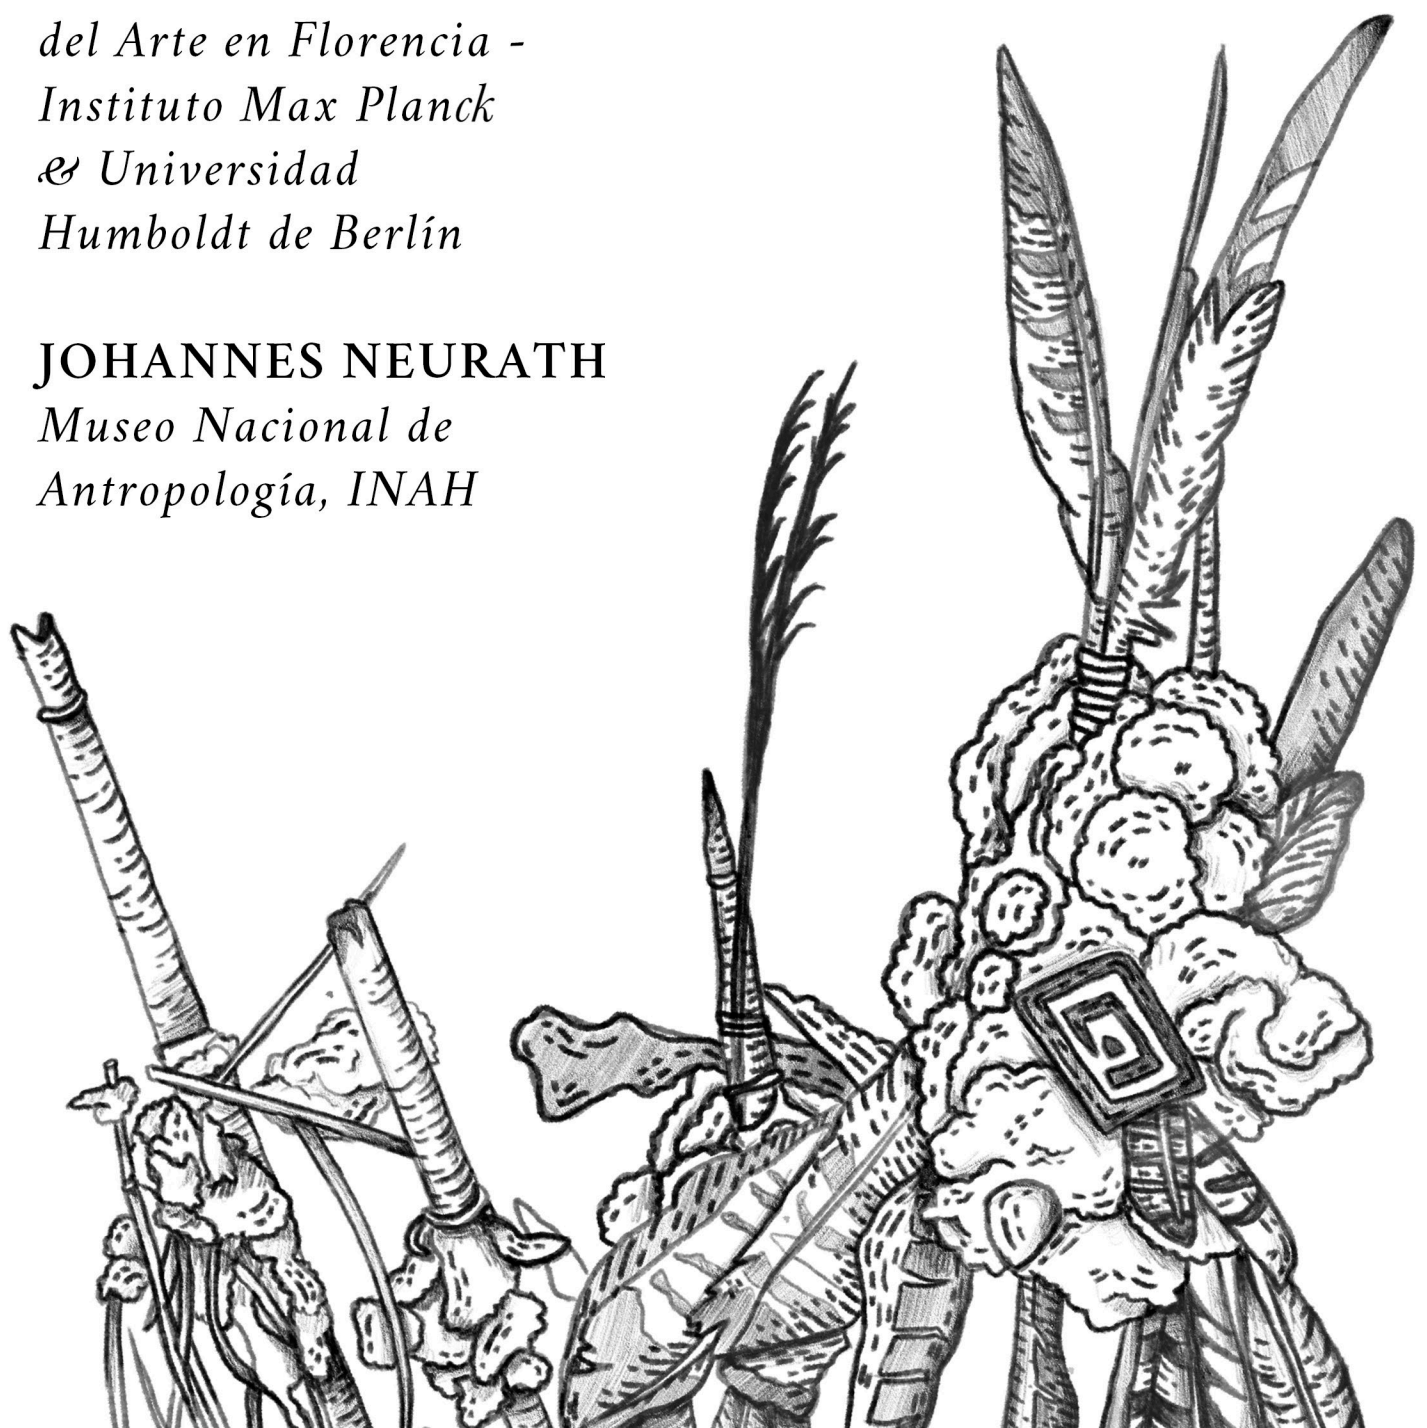 del Arte en Florencia -
Instituto Max Planck
& Universidad
Humboldt de Berlín
JOHANNES NEURATH
Museo Nacional de
Antropología, INAH